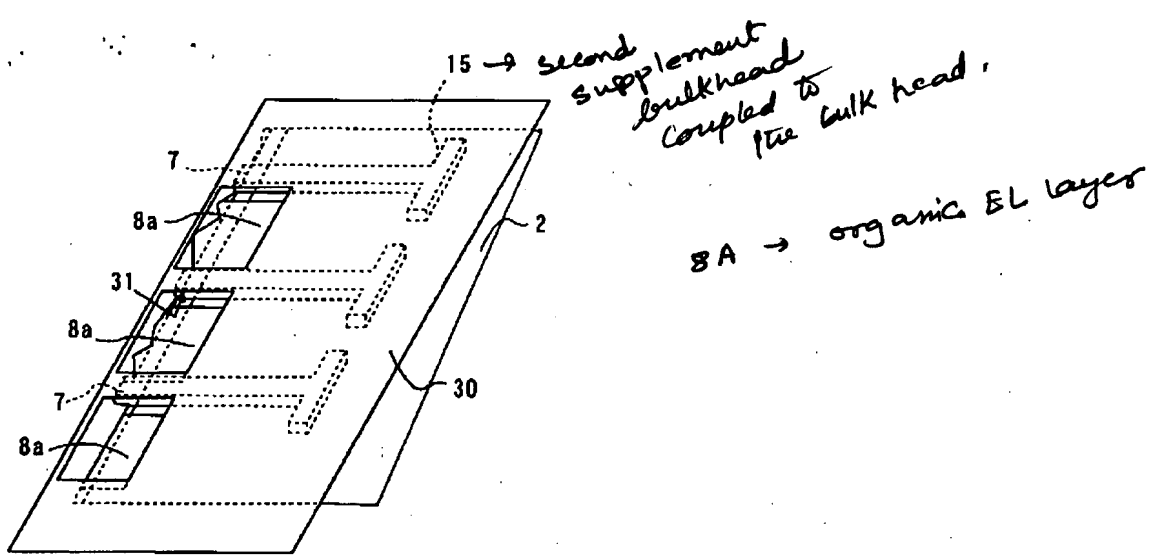 15 → second
supplement
bulkhead
coupled to
the bulk head.
7
8a
2
8A → organic EL layer
31
8a
30
7
8a